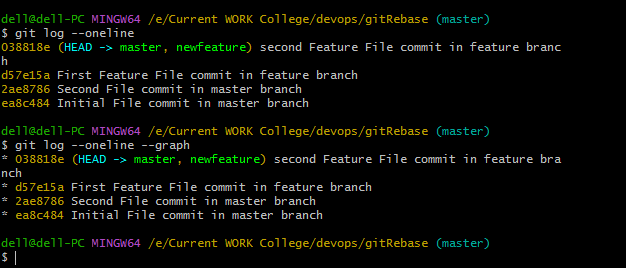 dell@dell-PC MINGW64 /e/Current WORK College/devops/gitRebase (master)
$ git log --oneline
038818e (HEAD -> master, newfeature) second Feature File commit in feature branc
h
d57e15a First Feature File commit in feature branch
2ae8786 Second File commit in master branch
ea8c484 Initial File commit in master branch
dell@dell-PC MINGW64 /e/Current WORK College/devops/gitRebase (master)
$ git log --oneline --graph
* 038818e (HEAD -> master, newfeature) second Feature File commit in feature bra
nch
* d57e15a First Feature File commit in feature branch
* 2ae8786 Second File commit in master branch
* ea8c484 Initial File commit in master branch
dell@dell-PC MINGW64 /e/Current WORK College/devops/gitRebase (master)
$